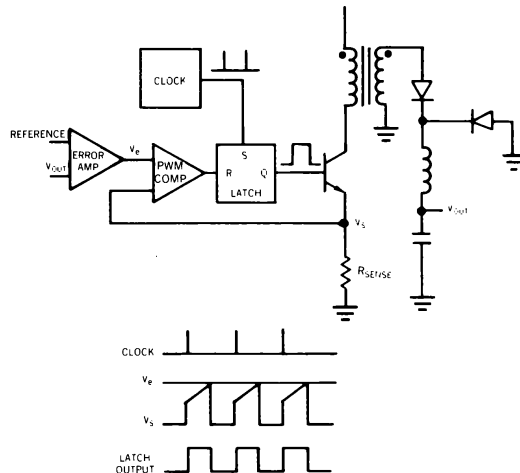 CLOCK
REFERENCE
V_OUT
ERROR
AMP
V_e
PWM
COMP
S
R Q
LATCH
V_S
R_SENSE
V_OUT
CLOCK
V_e
V_S
LATCH
OUTPUT